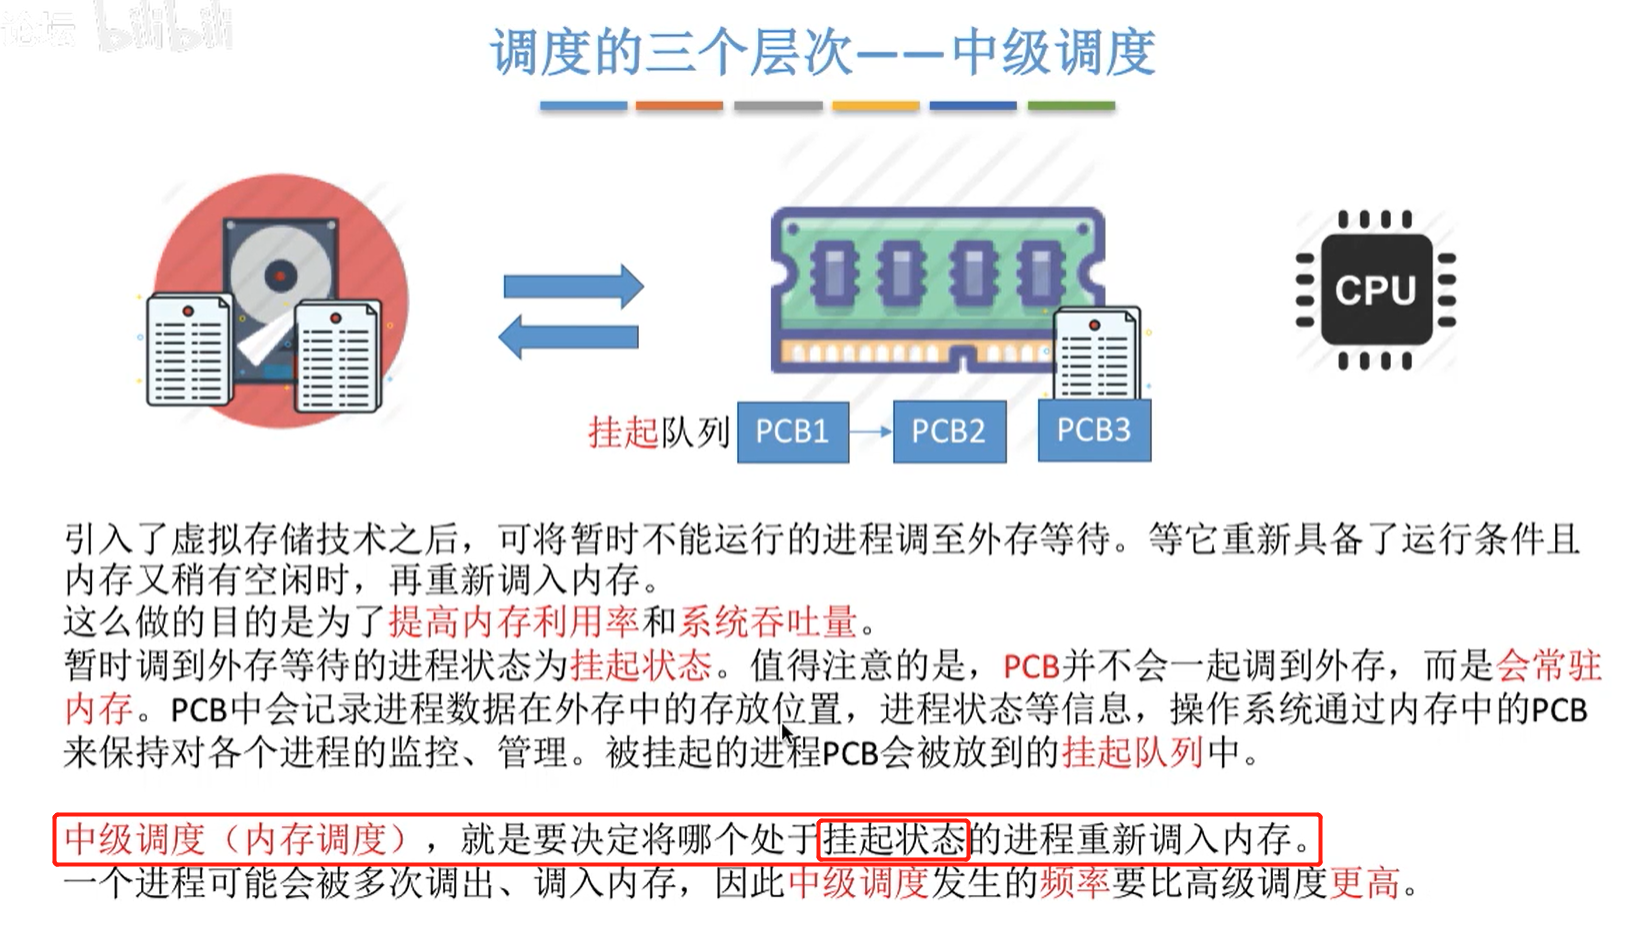 论坛 bilibili
调度的三个层次——中级调度
CPU
挂起队列 PCB1 PCB2 PCB3
引入了虚拟存储技术之后，可将暂时不能运行的进程调至外存等待。等它重新具备了运行条件且
内存又稍有空闲时，再重新调入内存。
这么做的目的是为了提高内存利用率和系统吞吐量。
暂时调到外存等待的进程状态为挂起状态。值得注意的是，PCB并不会一起调到外存，而是会常驻
内存。PCB中会记录进程数据在外存中的存放位置，进程状态等信息，操作系统通过内存中的PCB
来保持对各个进程的监控、管理。被挂起的进程PCB会被放到的挂起队列中。
中级调度（内存调度），就是要决定将哪个处于挂起状态的进程重新调入内存。
一个进程可能会被多次调出、调入内存，因此中级调度发生的频率要比高级调度更高。